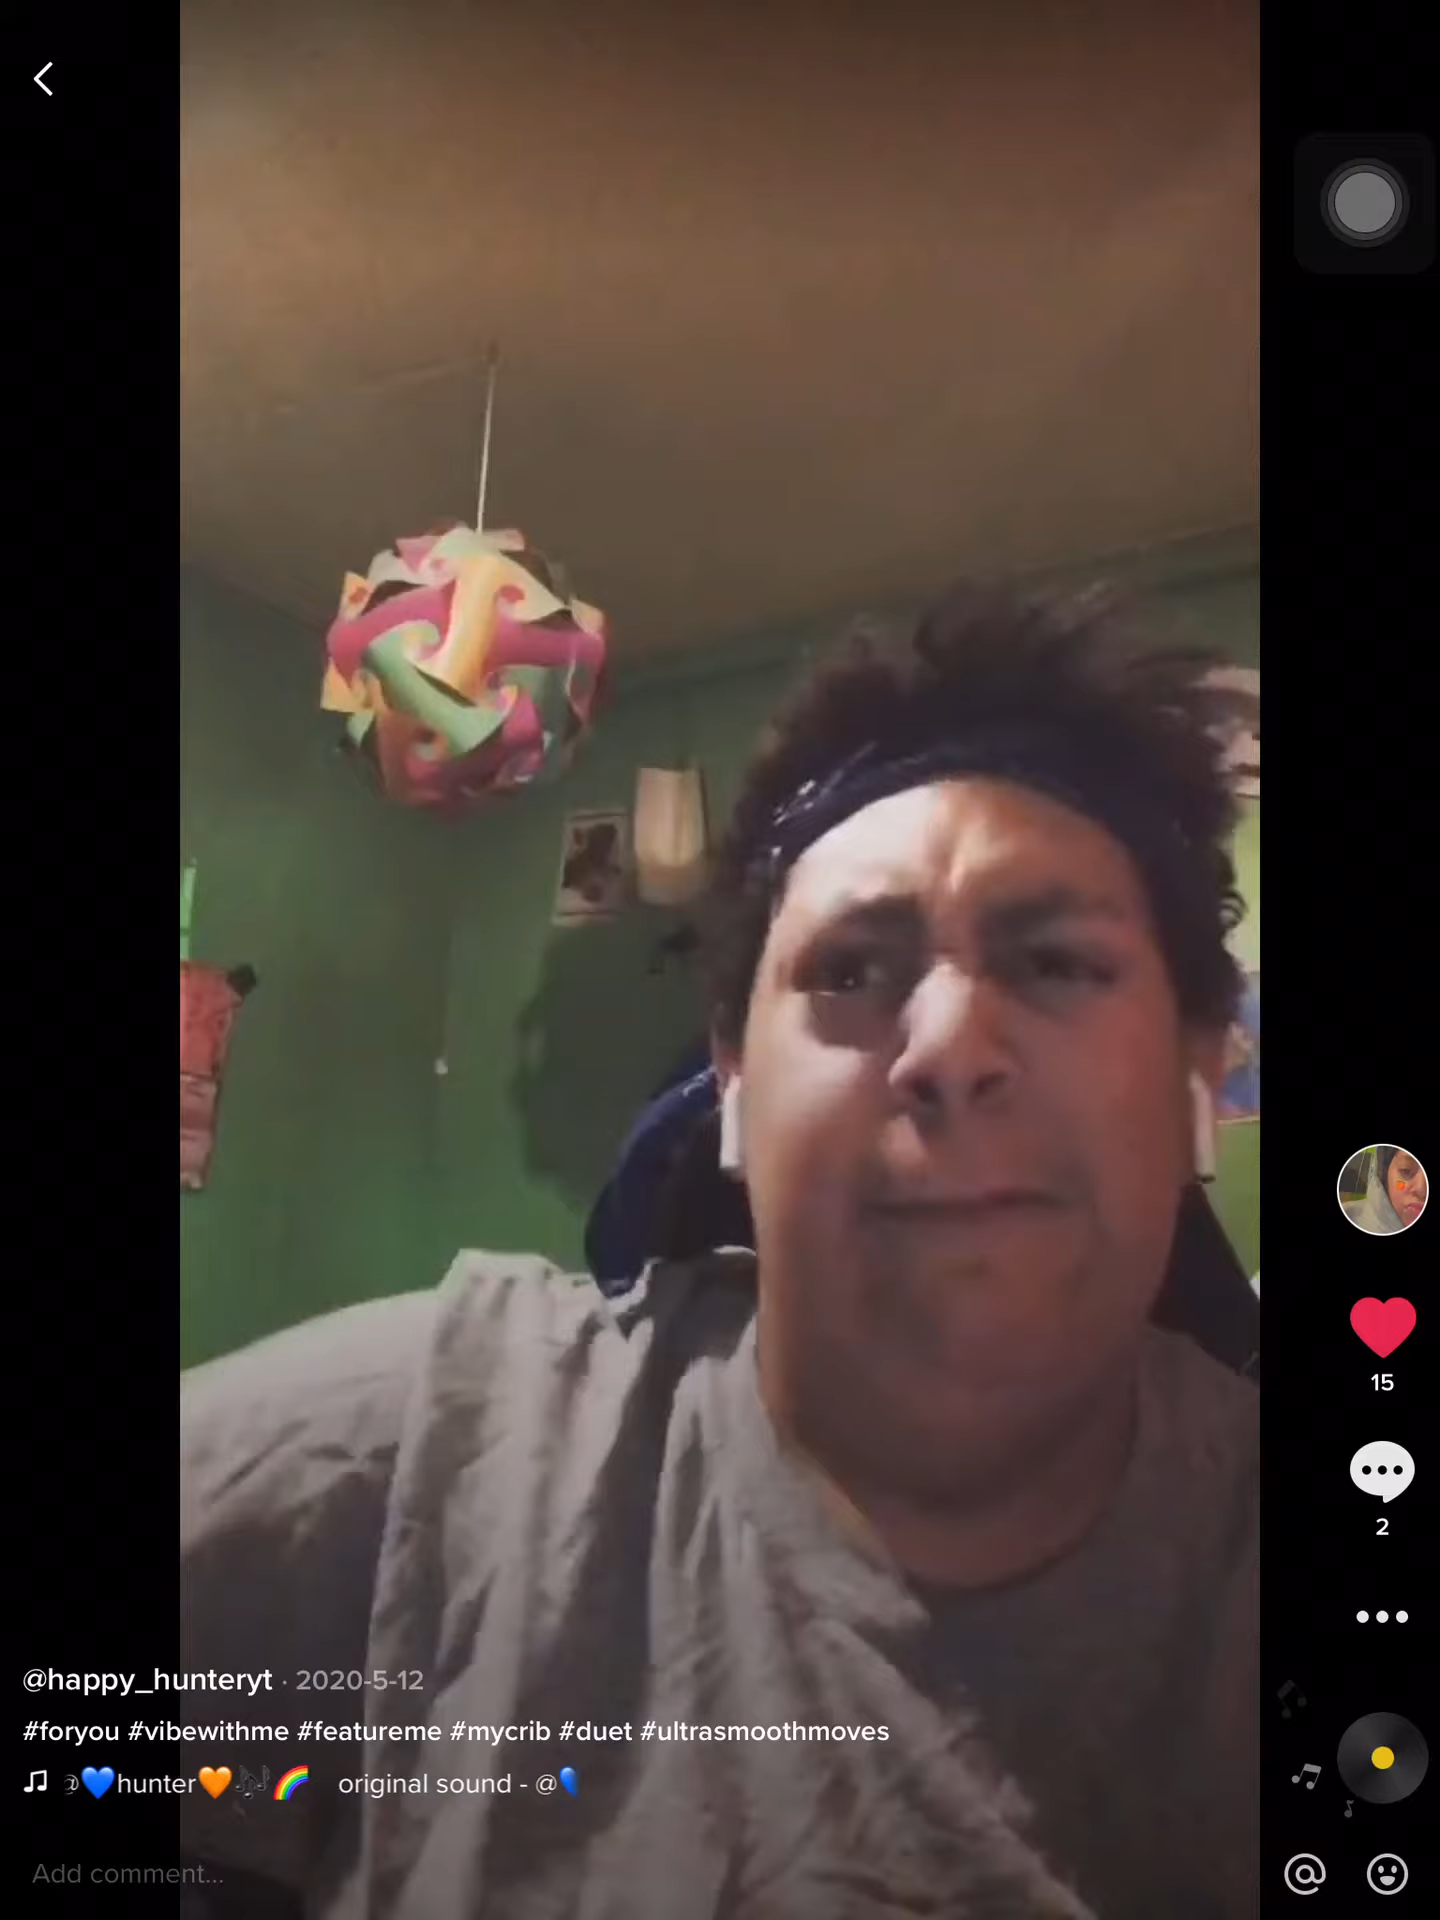 15
2
@happy_hunteryt · 2020-5-12
#foryou #vibewithme #featureme #mycrib #duet #ultrasmoothmoves
@💙hunter🧡🎶🌈 original sound - @💙
Add comment...